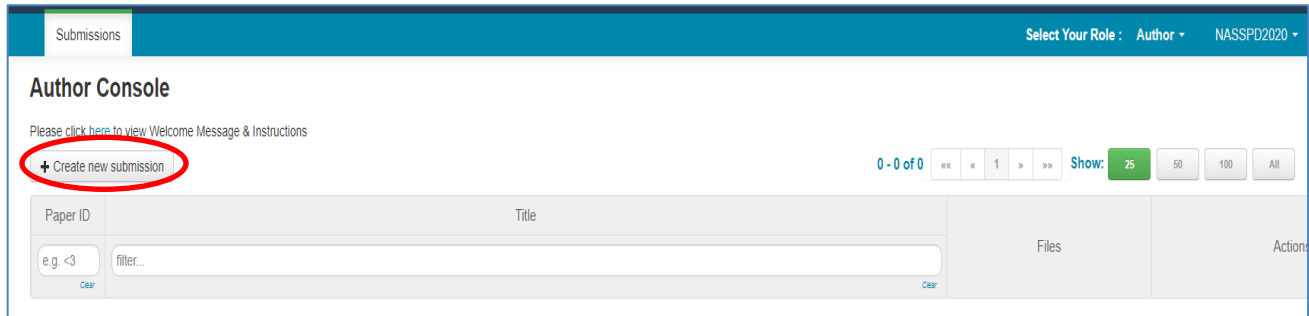 Submissions Select Your Role : Author NASSPD2020
Author Console
Please click here to view Welcome Message & Instructions
+ Create new submission 0 - 0 of 0 «« « 1 » »» Show: 25 50 100 All
Paper ID Title Files Actions
e.g. <3 filter...
Clear Clear